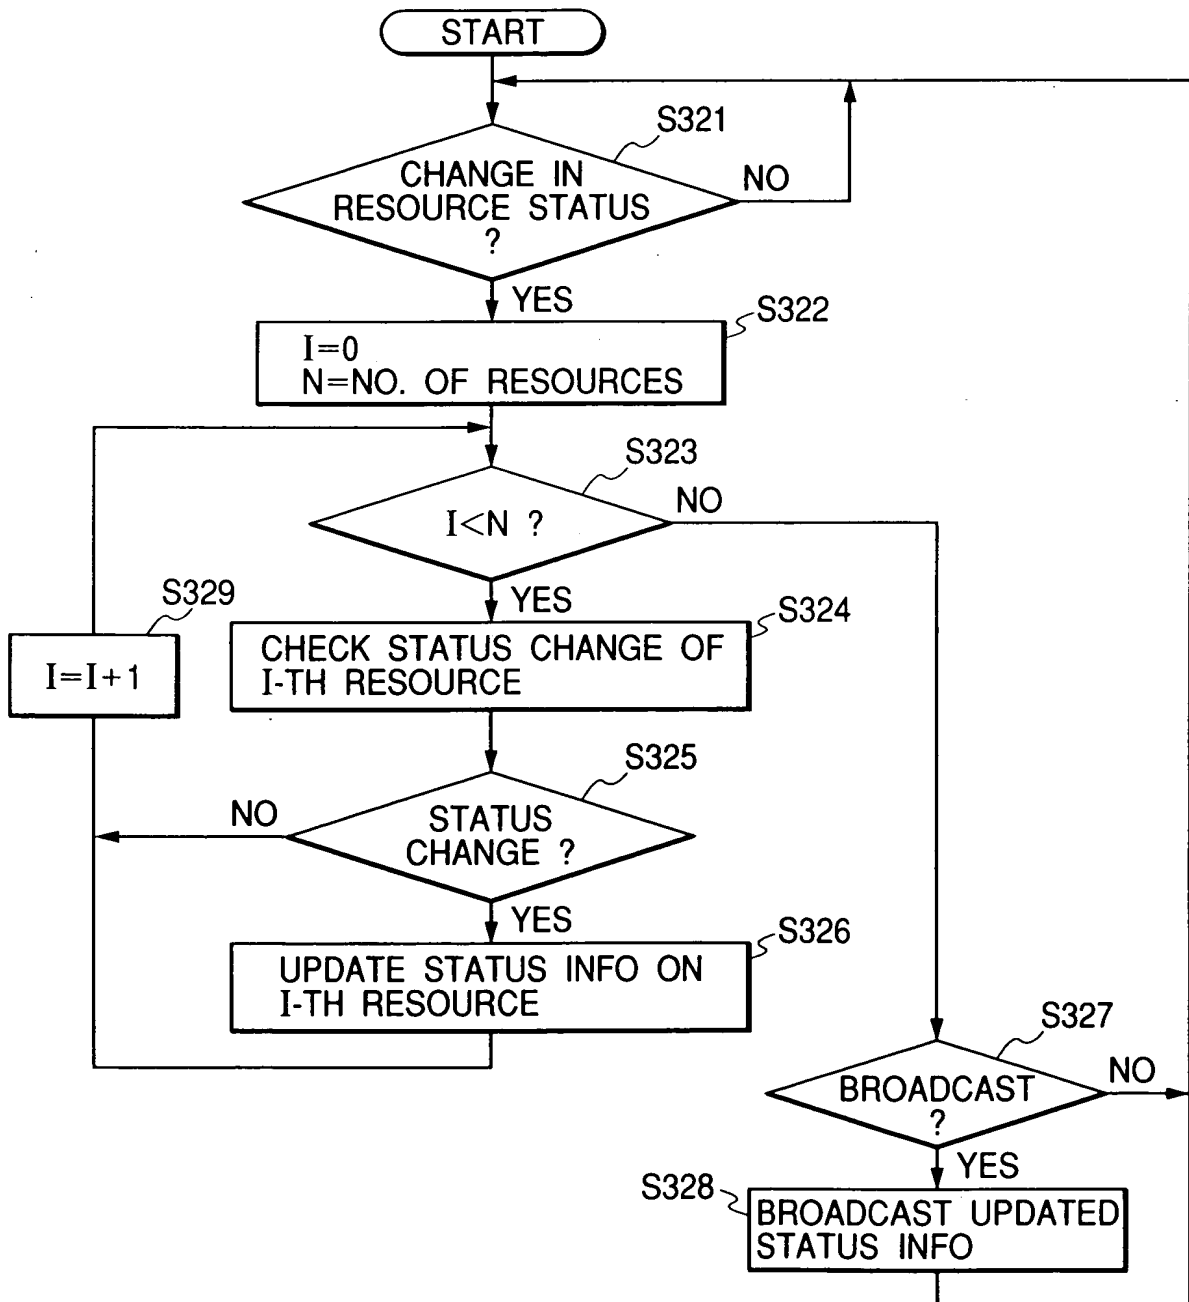 START
S321
CHANGE IN
RESOURCE STATUS
?
NO
YES
S322
I=0
N=NO. OF RESOURCES
S323
I<N ?
NO
YES
S329
I=I+1
S324
CHECK STATUS CHANGE OF
I-TH RESOURCE
S325
STATUS
CHANGE ?
NO
YES
S326
UPDATE STATUS INFO ON
I-TH RESOURCE
S327
BROADCAST
?
NO
YES
S328
BROADCAST UPDATED
STATUS INFO